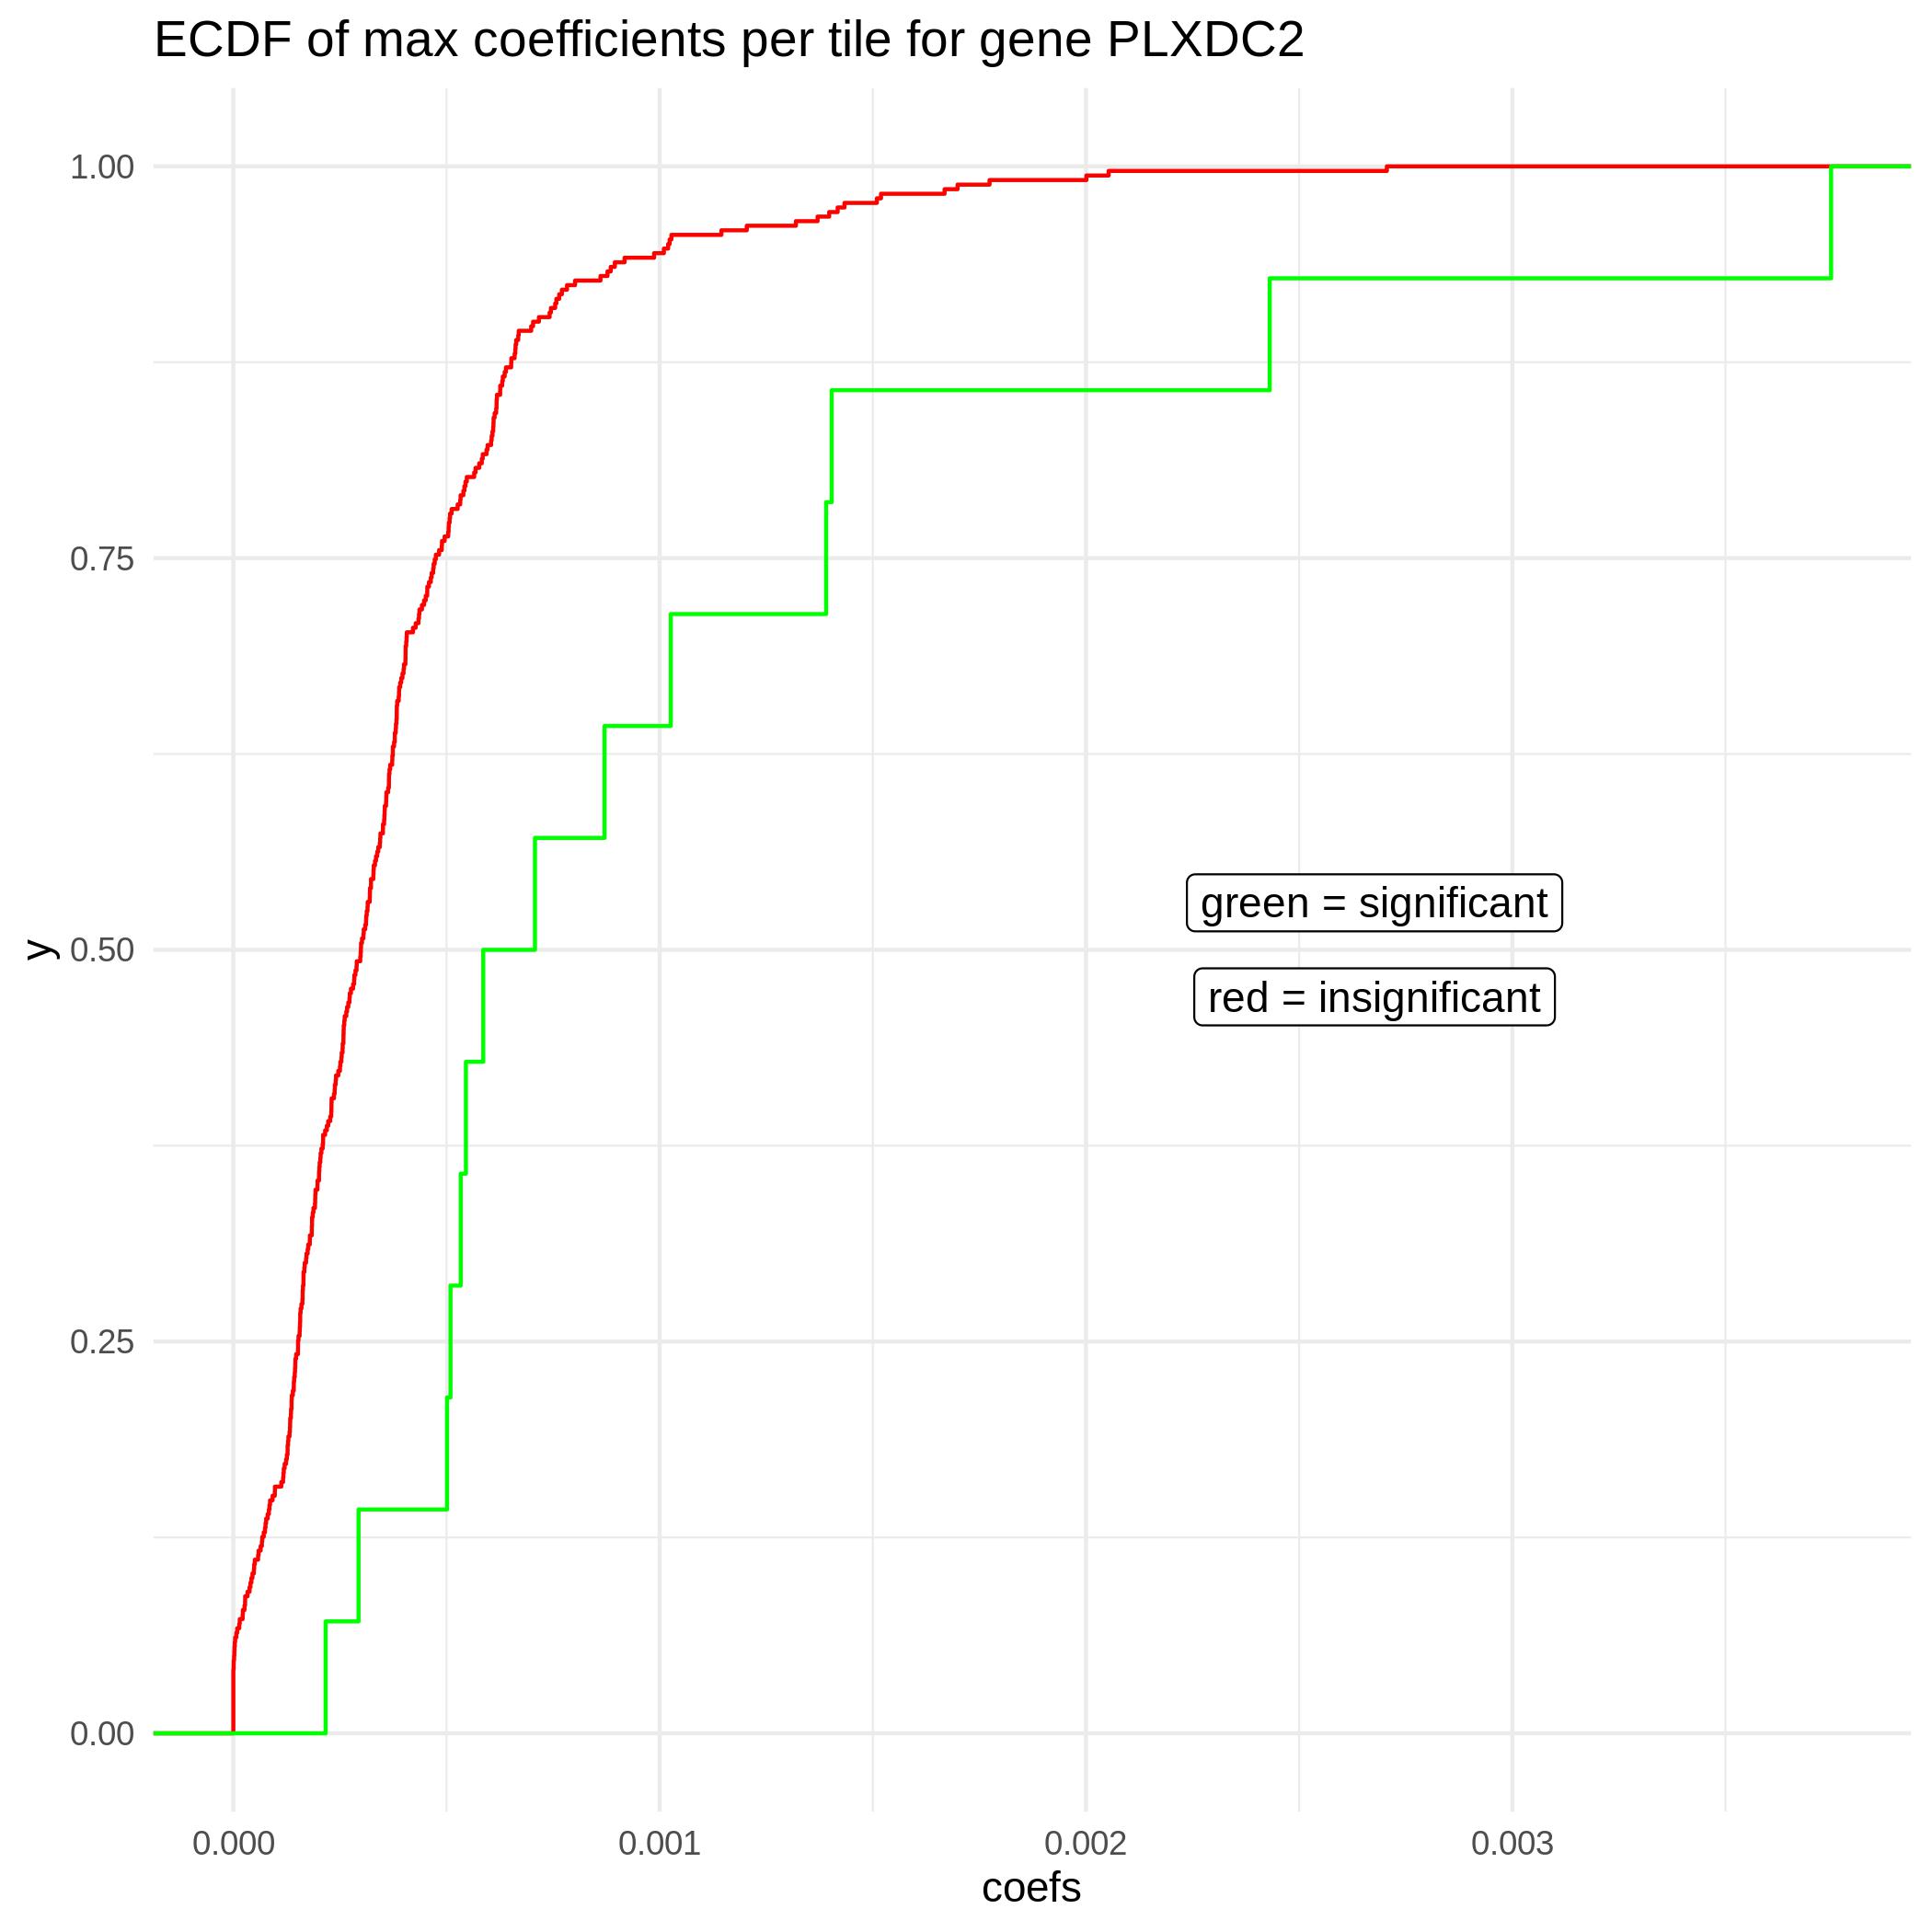 ECDF of max coefficients per tile for gene PLXDC2
1.00
0.75
0.50
0.25
0.00
y
green = significant
red = insignificant
0.000 0.001 0.002 0.003
coefs